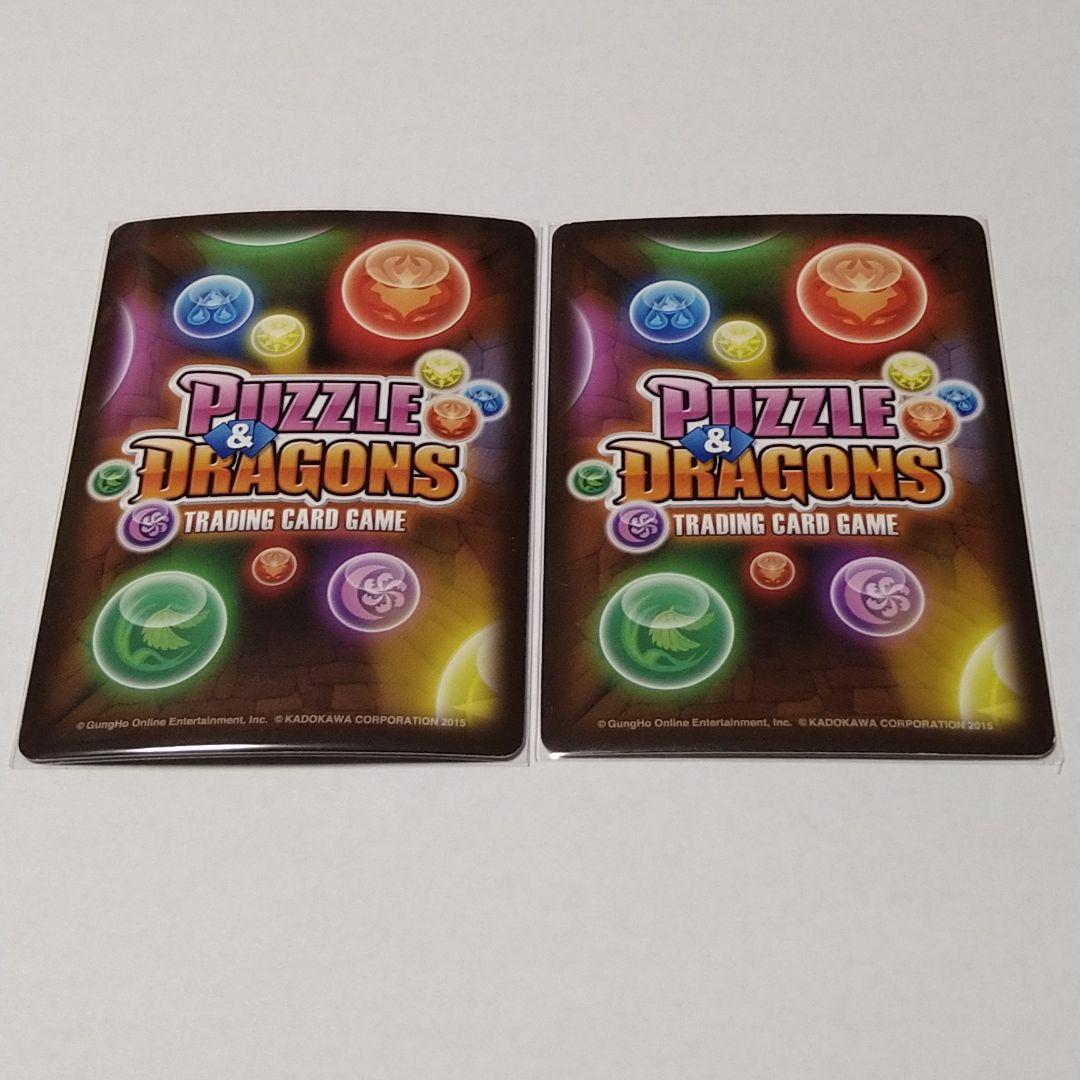 PUZZLE
&
DRAGONS
TRADING CARD GAME
©GungHo Online Entertainment, Inc. ©KADOKAWA CORPORATION 2015
PUZZLE
&
DRAGONS
TRADING CARD GAME
©GungHo Online Entertainment, Inc. ©KADOKAWA CORPORATION 2015